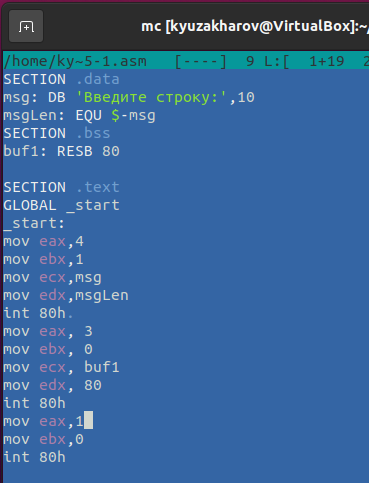 mc [kyuzakharov@VirtualBox]:~/
/home/ky~5-1.asm [----] 9 L:[ 1+19 2
SECTION .data
msg: DB 'Введите строку:',10
msgLen: EQU $-msg
SECTION .bss
buf1: RESB 80
SECTION .text
GLOBAL _start
_start:
mov eax,4
mov ebx,1
mov ecx,msg
mov edx,msgLen
int 80h.
mov eax, 3
mov ebx, 0
mov ecx, buf1
mov edx, 80
int 80h
mov eax,1
mov ebx,0
int 80h